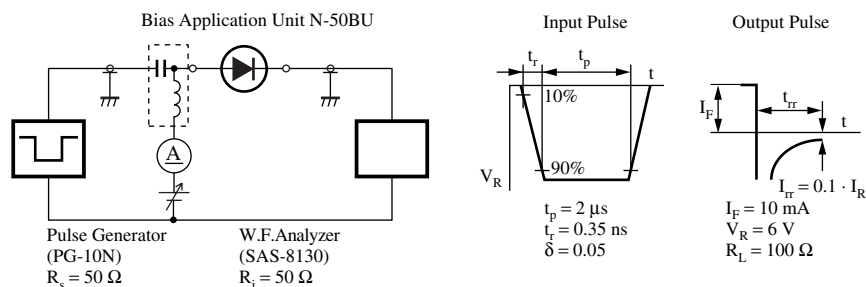 Bias Application Unit N-50BU
A
Pulse Generator
(PG-10N)
R_s = 50 Ω
W.F.Analyzer
(SAS-8130)
R_i = 50 Ω
Input Pulse
t_r
t_p
t
10%
90%
V_R
t_p = 2 µs
t_r = 0.35 ns
δ = 0.05
Output Pulse
I_F
t_rr
t
I_rr = 0.1 · I_R
I_F = 10 mA
V_R = 6 V
R_L = 100 Ω